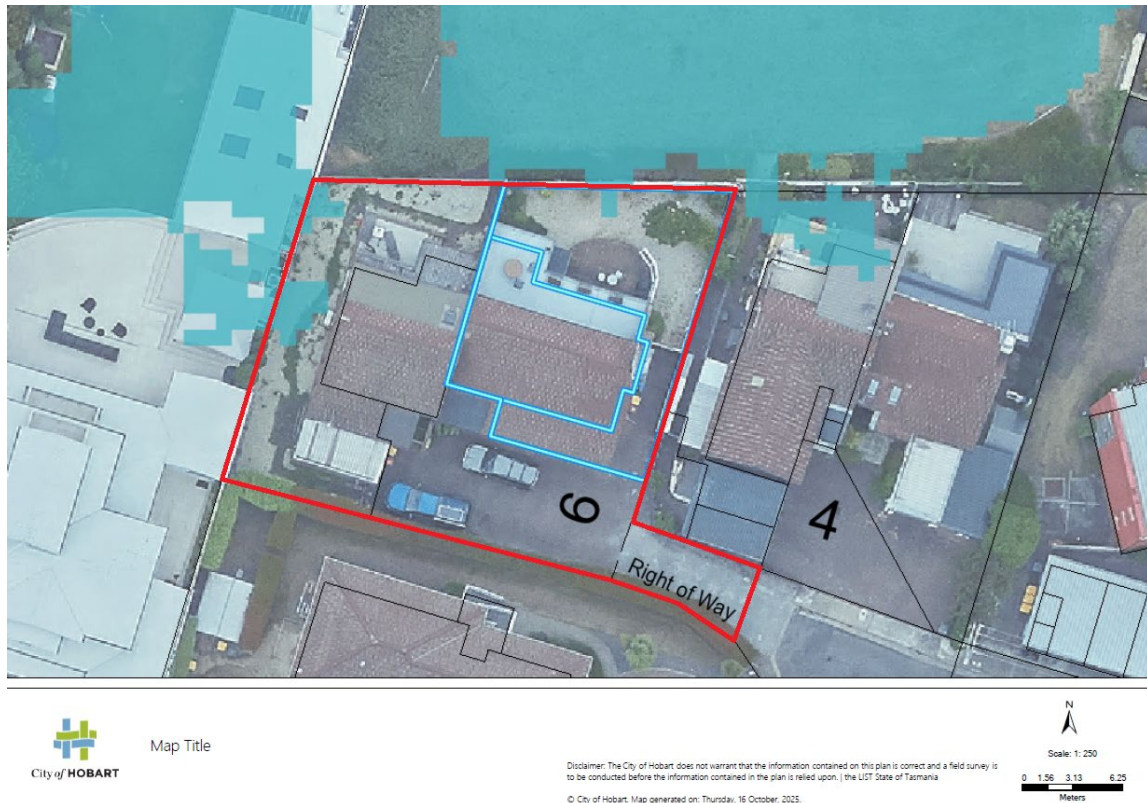 6
4
Right of Way
City of HOBART
Map Title
Disclaimer: The City of Hobart does not warrant that the information contained on this plan is correct and a field survey is
to be conducted before the information contained in the plan is relied upon. | the LIST State of Tasmania
© City of Hobart. Map generated on: Thursday, 16 October, 2025.
N
Scale: 1: 250
0 1.56 3.13 6.25
Meters